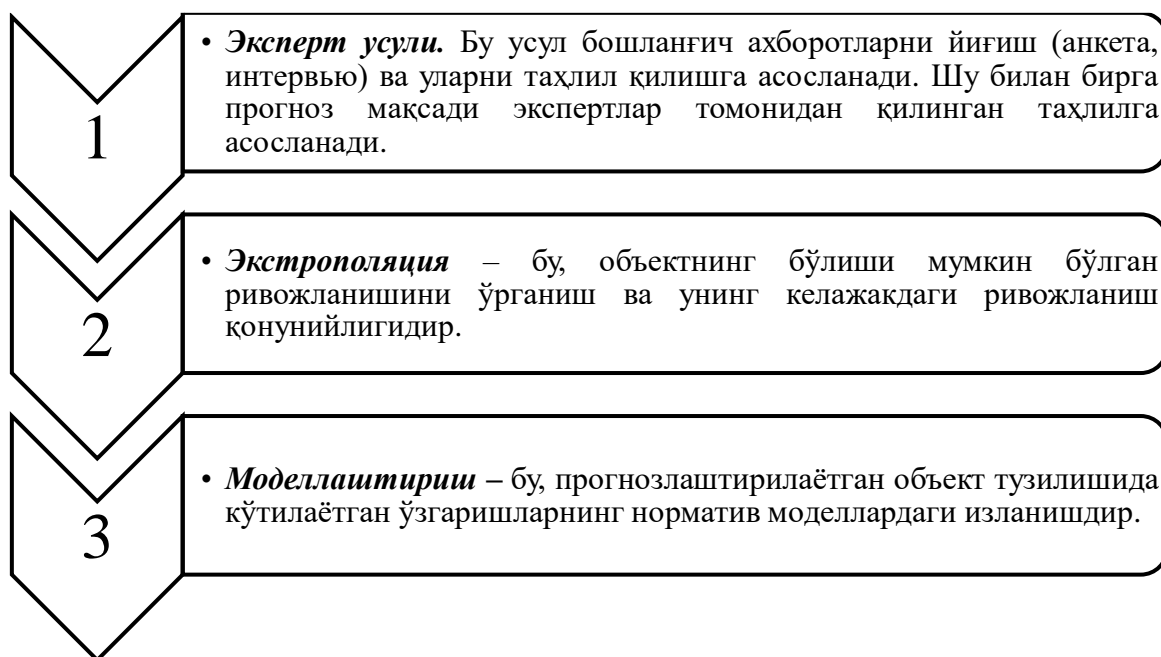 1
• Эксперт усули. Бу усул бошланғич ахборотларни йиғиш (анкета,
интервью) ва уларни таҳлил қилишга асосланади. Шу билан бирга
прогноз мақсади экспертлар томонидан қилинган таҳлилга
асосланади.
2
• Экстрополяция – бу, объектнинг бўлиши мумкин бўлган
ривожланишини ўрганиш ва унинг келажакдаги ривожланиш
қонунийлигидир.
3
• Моделлаштириш – бу, прогнозлаштирилаётган объект тузилишида
кўтилаётган ўзгаришларнинг норматив моделлардаги изланишдир.